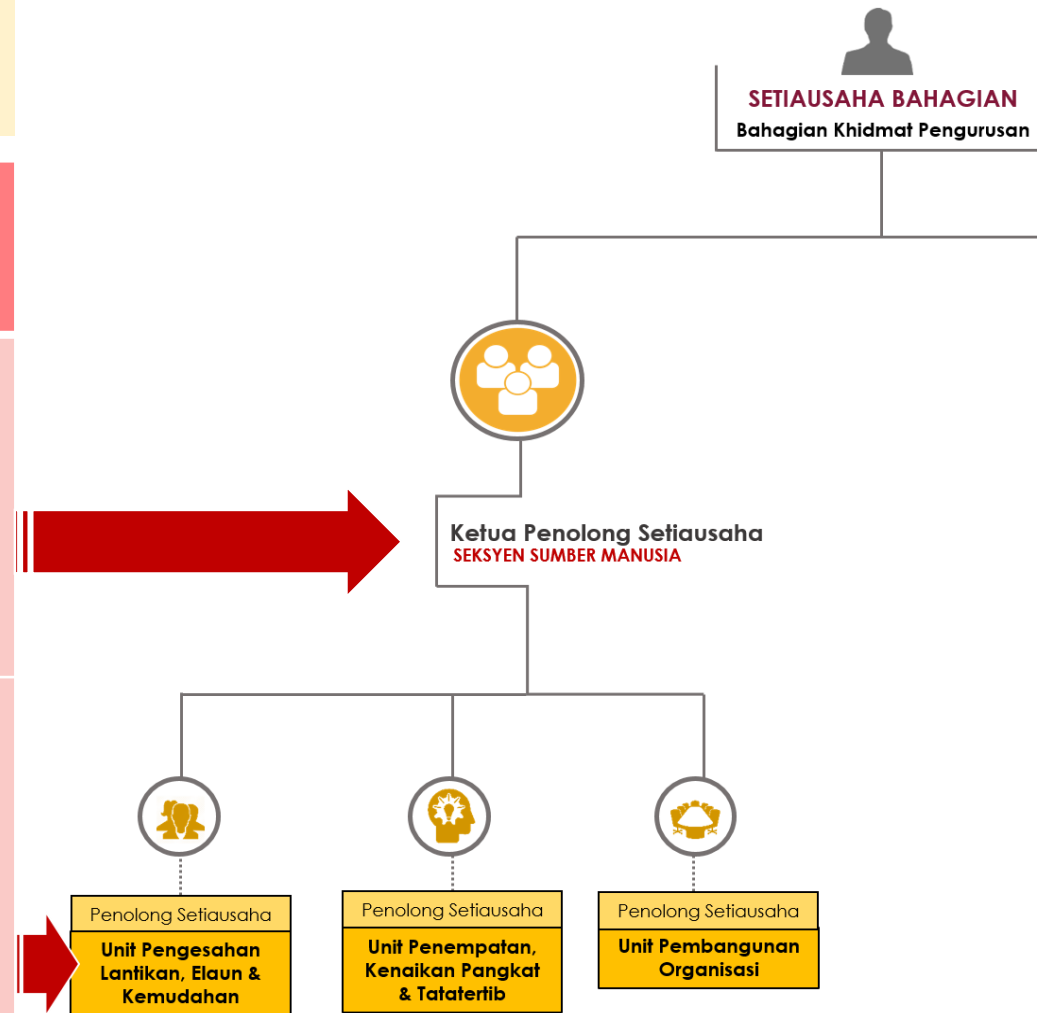 SETIAUSAHA BAHAGIAN
Bahagian Khidmat Pengurusan
Ketua Penolong Setiausaha
SEKSYEN SUMBER MANUSIA
Penolong Setiausaha
Unit Pengesahan
Lantikan, Elaun &
Kemudahan
Penolong Setiausaha
Unit Penempatan,
Kenaikan Pangkat
& Tatatertib
Penolong Setiausaha
Unit Pembangunan
Organisasi